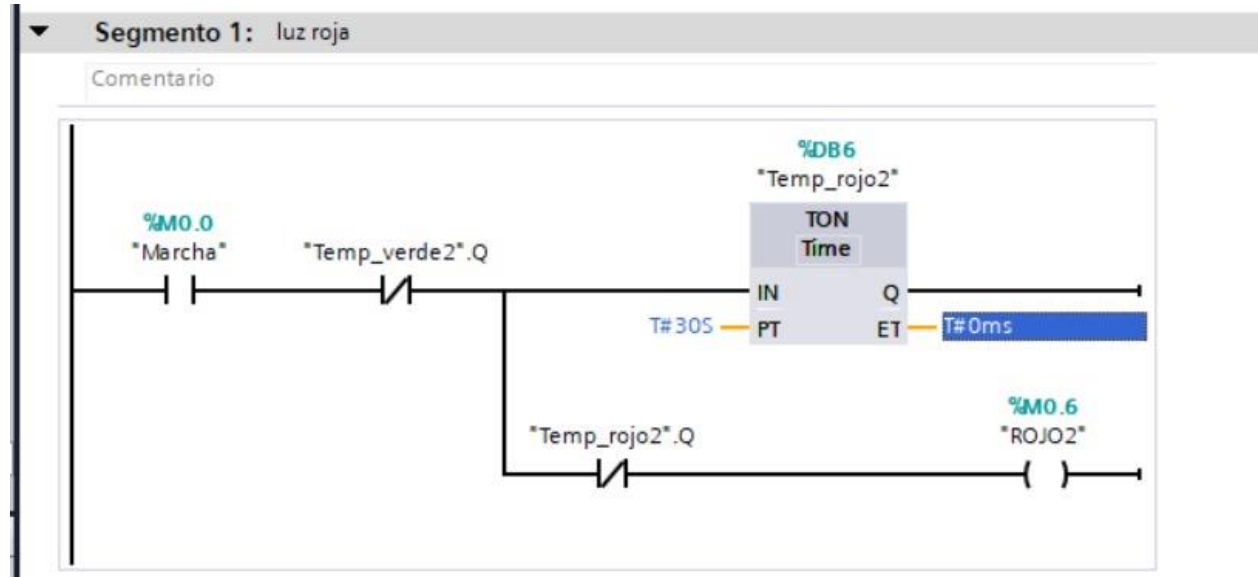 Segmento 1: luz roja
Comentario
%DB6
"Temp_rojo2"
TON
Time
%M0.0
"Marcha"
"Temp_verde2".Q
IN
Q
T#30S
PT
ET
T#0ms
%M0.6
"ROJO2"
"Temp_rojo2".Q